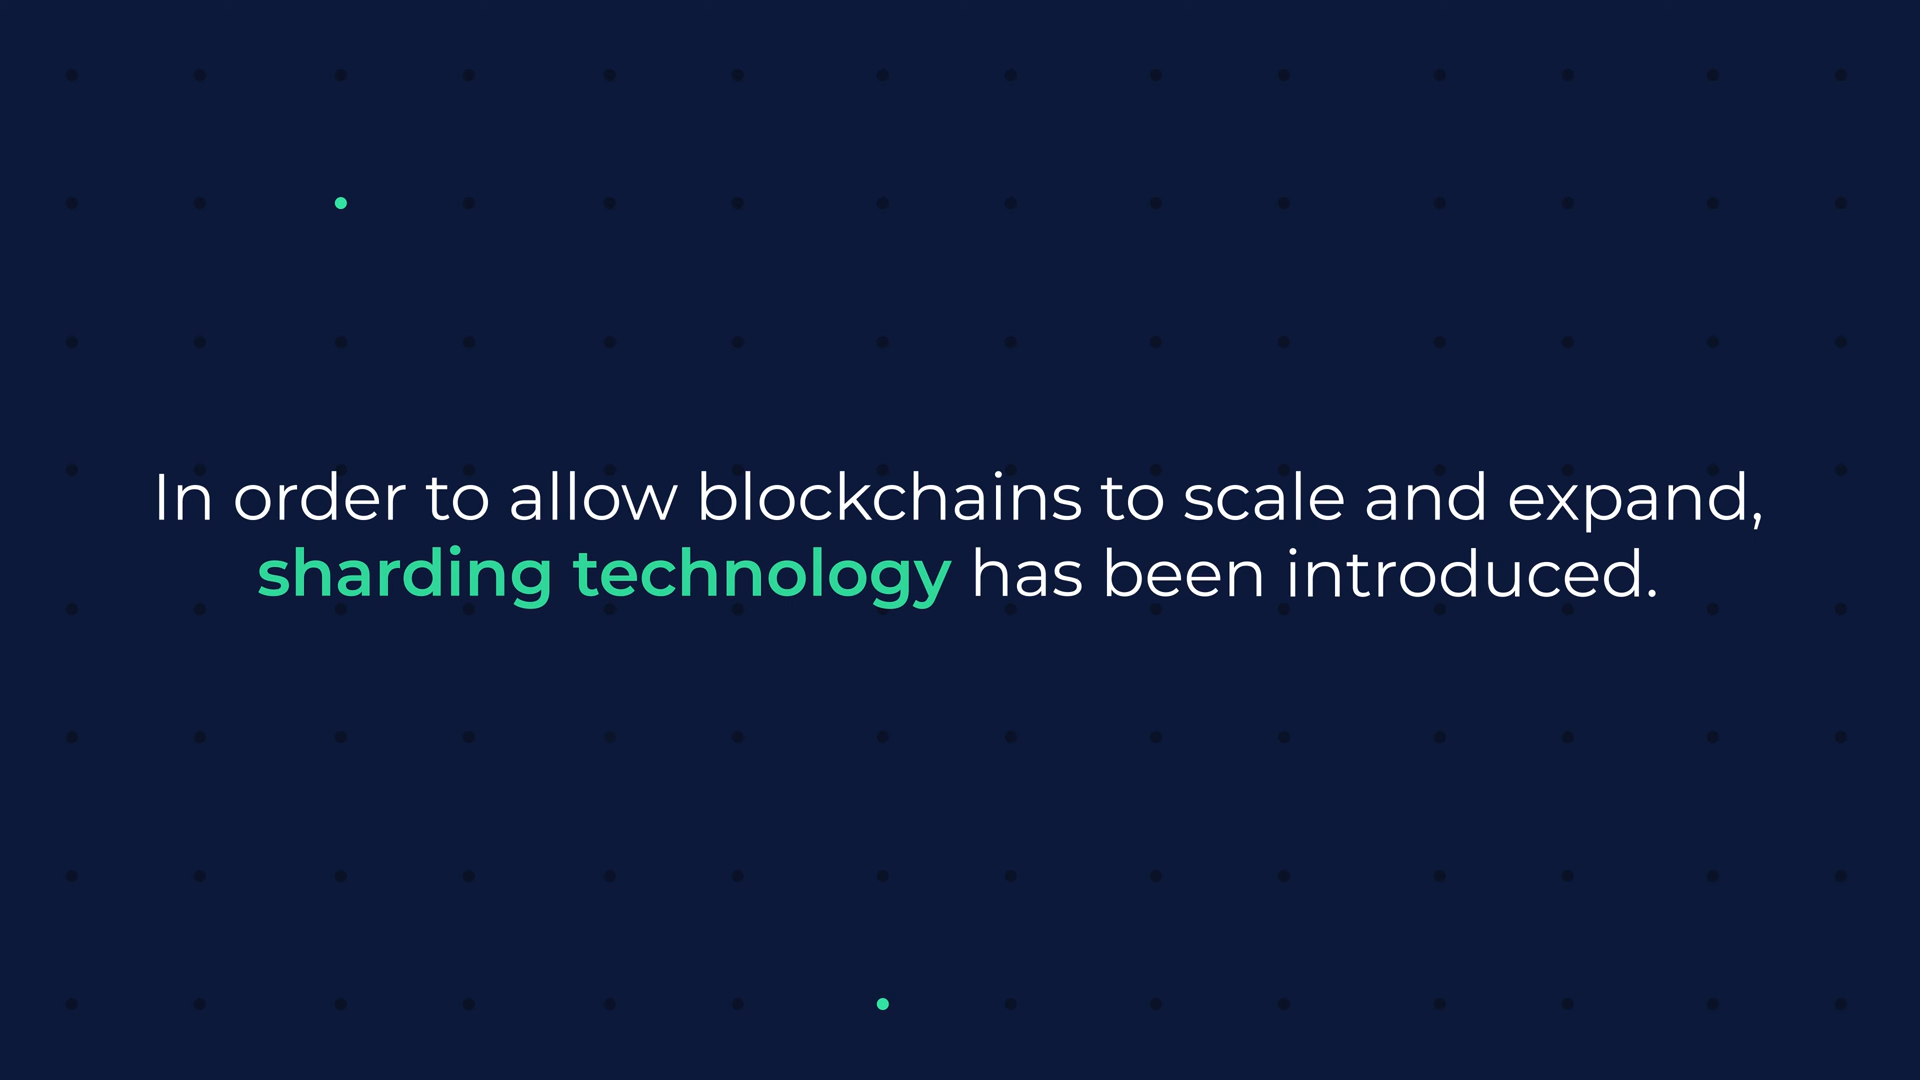 In order to allow blockchains to scale and expand,
sharding technology has been introduced.